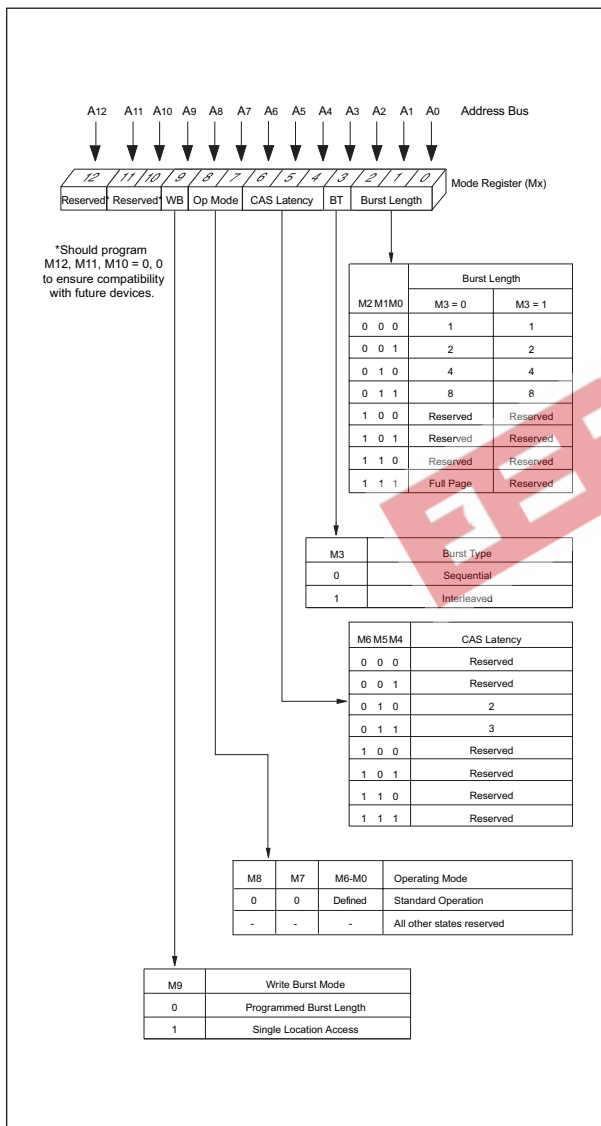 A12 A11 A10 A9 A8 A7 A6 A5 A4 A3 A2 A1 A0 Address Bus
12 11 10 9 8 7 6 5 4 3 2 1 0 Mode Register (Mx)
Reserved* Reserved* WB Op Mode CAS Latency BT Burst Length
*Should program
M12, M11, M10 = 0, 0
to ensure compatibility
with future devices.
Burst Length
M2 M1 M0 M3 = 0 M3 = 1
0 0 0 1 1
0 0 1 2 2
0 1 0 4 4
0 1 1 8 8
1 0 0 Reserved Reserved
1 0 1 Reserved Reserved
1 1 0 Reserved Reserved
1 1 1 Full Page Reserved
M3 Burst Type
0 Sequential
1 Interleaved
M6 M5 M4 CAS Latency
0 0 0 Reserved
0 0 1 Reserved
0 1 0 2
0 1 1 3
1 0 0 Reserved
1 0 1 Reserved
1 1 0 Reserved
1 1 1 Reserved
M8 M7 M6-M0 Operating Mode
0 0 Defined Standard Operation
- - - All other states reserved
M9 Write Burst Mode
0 Programmed Burst Length
1 Single Location Access